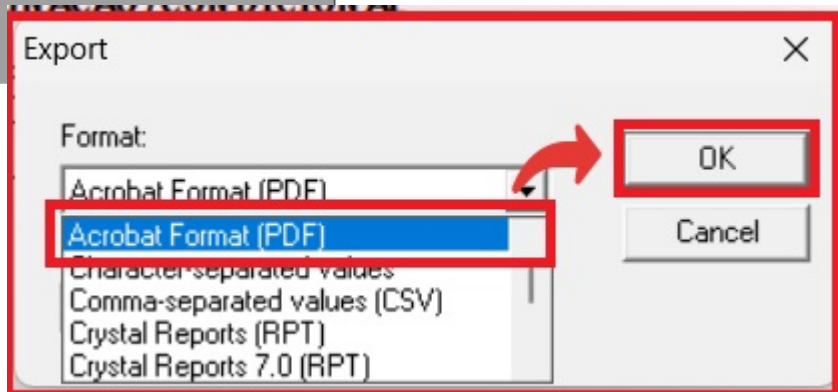 Export
Format:
Acrobat Format (PDF)
OK
Acrobat Format (PDF)
Cancel
Character-separated values
Comma-separated values (CSV)
Crystal Reports (RPT)
Crystal Reports 7.0 (RPT)